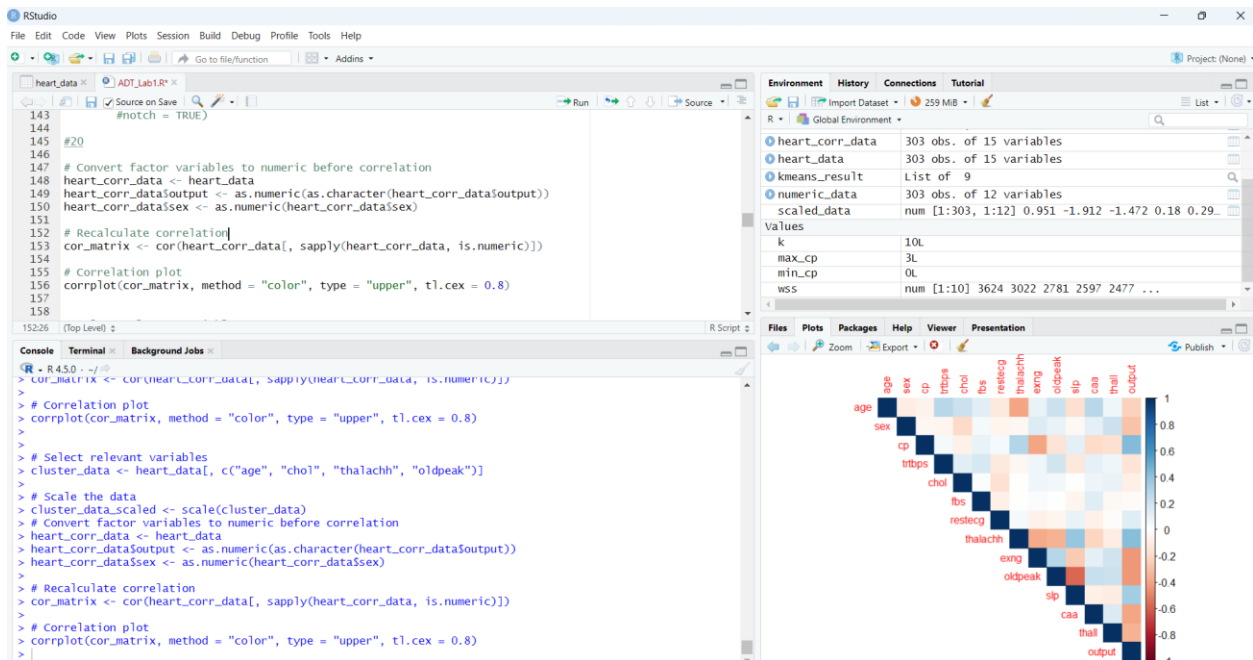 RStudio
File Edit Code View Plots Session Build Debug Profile Tools Help
Go to file/function Addins
Project: (None)
heart_data ADT_Lab1.R*
Source on Save Run Source
143 #notch = TRUE)
144
145 #20
146
147 # Convert factor variables to numeric before correlation
148 heart_corr_data <- heart_data
149 heart_corr_data$output <- as.numeric(as.character(heart_corr_data$output))
150 heart_corr_data$sex <- as.numeric(heart_corr_data$sex)
151
152 # Recalculate correlation
153 cor_matrix <- cor(heart_corr_data[, sapply(heart_corr_data, is.numeric)])
154
155 # Correlation plot
156 corrplot(cor_matrix, method = "color", type = "upper", tl.cex = 0.8)
157
158
152:26 (Top Level) R Script
Console Terminal Background Jobs
R 4.5.0 · ~/
> cor_matrix <- cor(heart_corr_data[, sapply(heart_corr_data, is.numeric)])
>
> # Correlation plot
> corrplot(cor_matrix, method = "color", type = "upper", tl.cex = 0.8)
>
>
> # Select relevant variables
> cluster_data <- heart_data[, c("age", "chol", "thalachh", "oldpeak")]
>
> # Scale the data
> cluster_data_scaled <- scale(cluster_data)
> # Convert factor variables to numeric before correlation
> heart_corr_data <- heart_data
> heart_corr_data$output <- as.numeric(as.character(heart_corr_data$output))
> heart_corr_data$sex <- as.numeric(heart_corr_data$sex)
>
> # Recalculate correlation
> cor_matrix <- cor(heart_corr_data[, sapply(heart_corr_data, is.numeric)])
>
> # Correlation plot
> corrplot(cor_matrix, method = "color", type = "upper", tl.cex = 0.8)
>
Environment History Connections Tutorial
Import Dataset 259 MiB List
R Global Environment
heart_corr_data 303 obs. of 15 variables
heart_data 303 obs. of 15 variables
kmeans_result List of 9
numeric_data 303 obs. of 12 variables
scaled_data num [1:303, 1:12] 0.951 -1.912 -1.472 0.18 0.29…
Values
k 10L
max_cp 3L
min_cp 0L
wss num [1:10] 3624 3022 2781 2597 2477 ...
Files Plots Packages Help Viewer Presentation
Zoom Export Publish
age sex cp trtbps chol fbs restecg thalachh exng oldpeak slp caa thall output
age
sex
cp
trtbps
chol
fbs
restecg
thalachh
exng
oldpeak
slp
caa
thall
output
1
0.8
0.6
0.4
0.2
0
-0.2
-0.4
-0.6
-0.8
-1